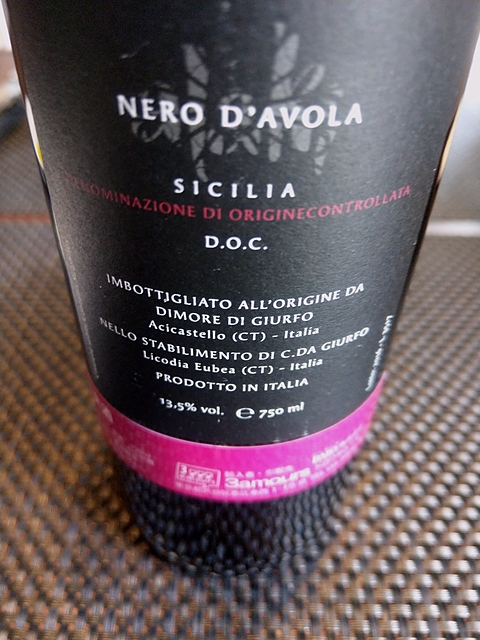 NERO D'AVOLA
SICILIA
DENOMINAZIONE DI ORIGINECONTROLLATA
D.O.C.
IMBOTTIGLIATO ALL'ORIGINE DA
DIMORE DI GIURFO
Acicastello (CT) - Italia
NELLO STABILIMENTO DI C.DA GIURFO
Licodia Eubea (CT) - Italia
PRODOTTO IN ITALIA
13,5% vol. ℮ 750 ml
3amours